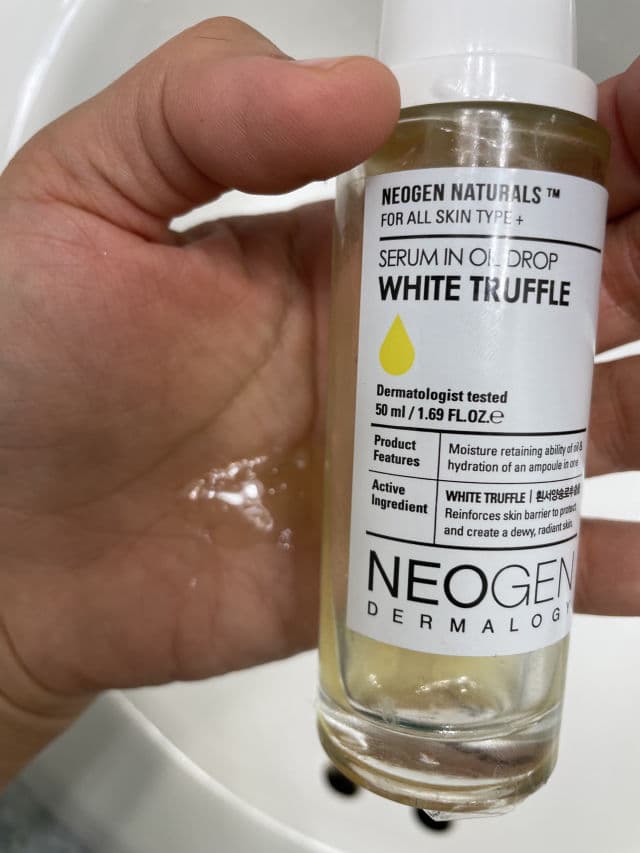 NEOGEN NATURALS™
FOR ALL SKIN TYPE +
SERUM IN OIL DROP
WHITE TRUFFLE
Dermatologist tested
50 ml / 1.69 FL.OZ.℮
Product Features
Moisture retaining ability of oil &
hydration of an ampoule in one
Active Ingredient
WHITE TRUFFLE |
Reinforces skin barrier to protect
and create a dewy, radiant skin.
NEOGEN
DERMALOGY